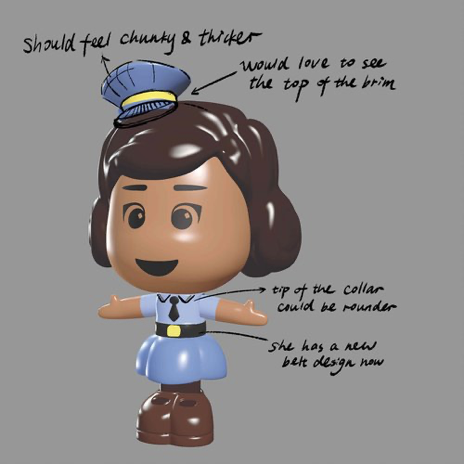 Should feel chunky & thicker
would love to see
the top of the brim
tip of the collar
could be rounder
She has a new
belt design now